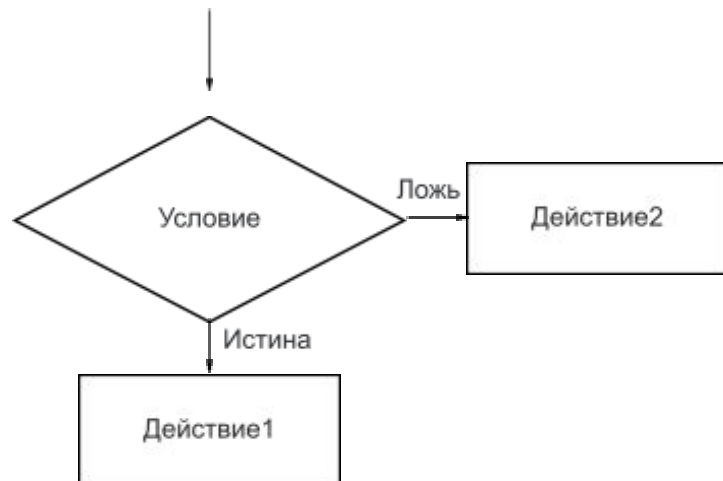 Условие
Ложь
Действие2
Истина
Действие1